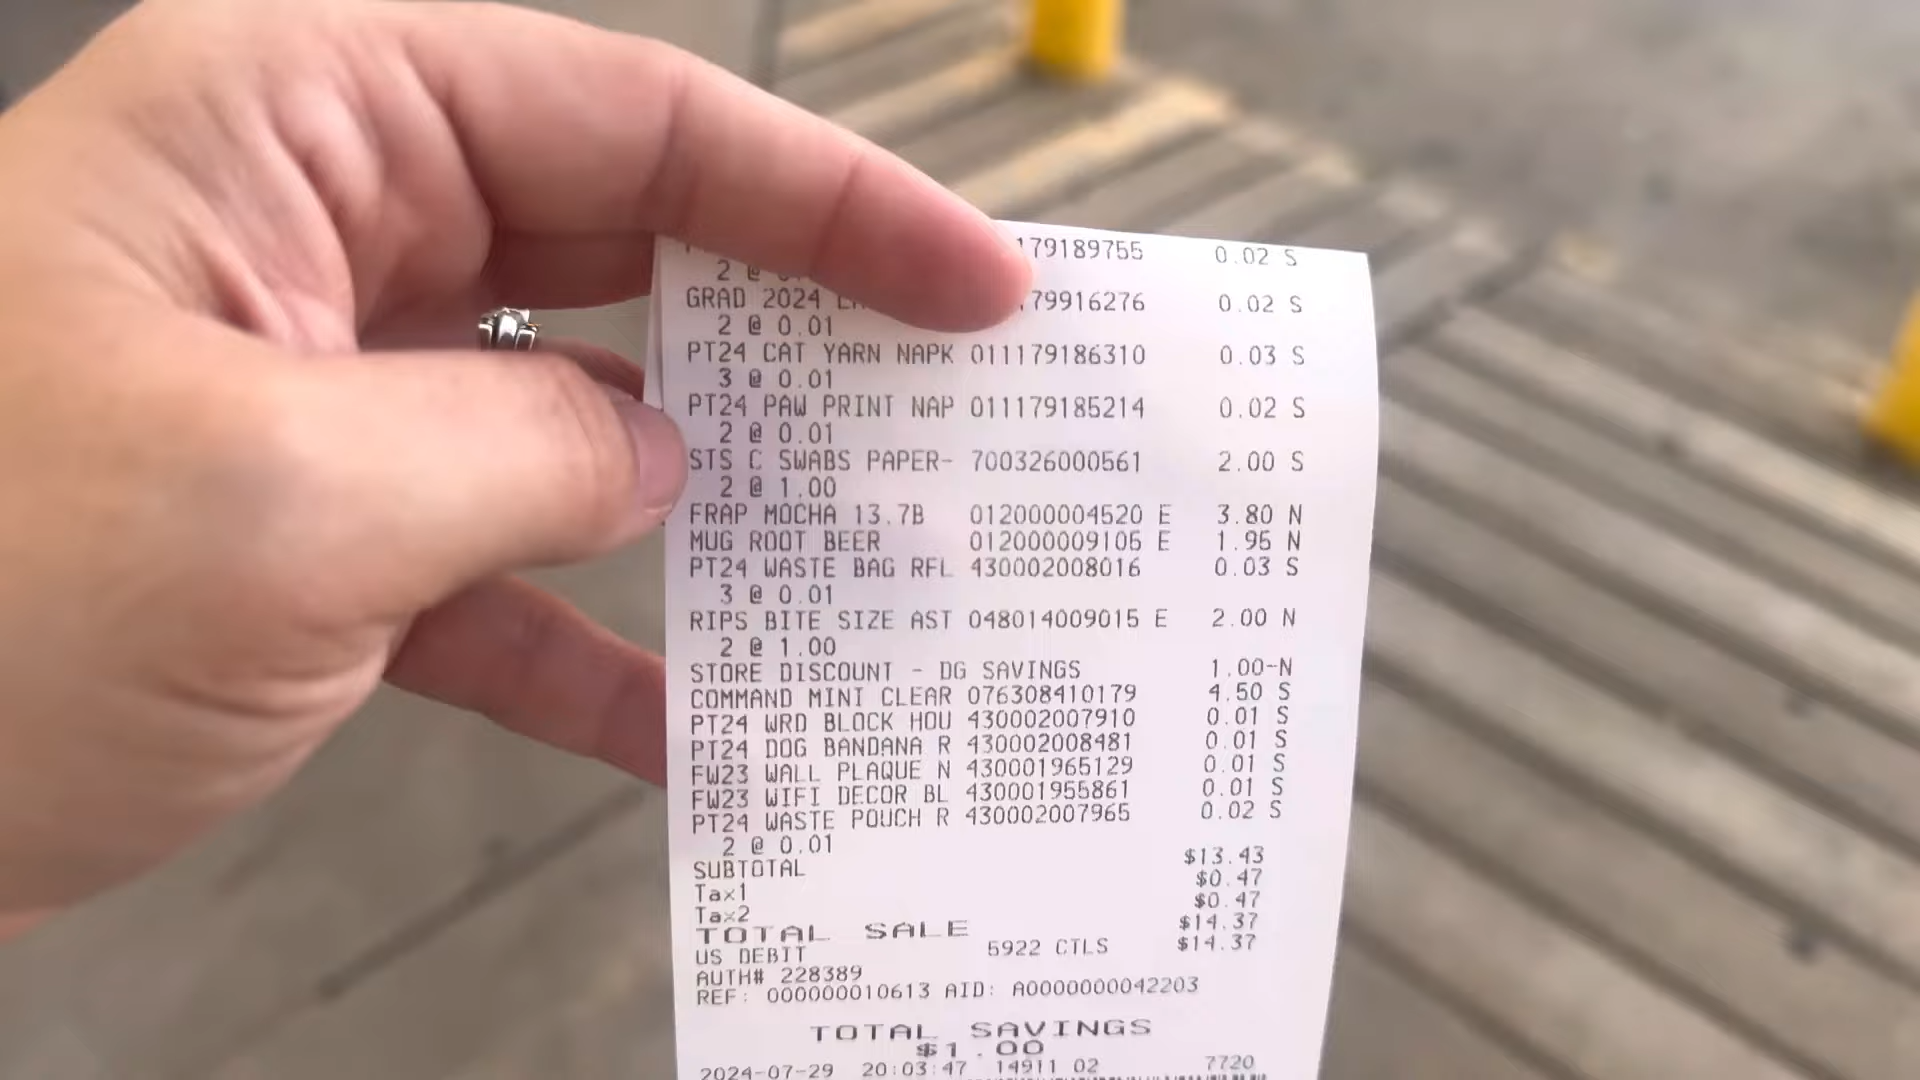 179189755 0.02 S
2 @
GRAD 2024 79916276 0.02 S
2 @ 0.01
PT24 CAT YARN NAPK 011179186310 0.03 S
3 @ 0.01
PT24 PAW PRINT NAP 011179185214 0.02 S
2 @ 0.01
STS C SWABS PAPER- 700326000561 2.00 S
2 @ 1.00
FRAP MOCHA 13.7B 012000004520 E 3.80 N
MUG ROOT BEER 012000009105 E 1.95 N
PT24 WASTE BAG RFL 430002008016 0.03 S
3 @ 0.01
RIPS BITE SIZE AST 048014009015 E 2.00 N
2 @ 1.00
STORE DISCOUNT - DG SAVINGS 1.00-N
COMMAND MINI CLEAR 076308410179 4.50 S
PT24 WRD BLOCK HOU 430002007910 0.01 S
PT24 DOG BANDANA R 430002008481 0.01 S
FW23 WALL PLAQUE N 430001965129 0.01 S
FW23 WIFI DECOR BL 430001955861 0.01 S
PT24 WASTE POUCH R 430002007965 0.02 S
2 @ 0.01
SUBTOTAL $13.43
Tax1 $0.47
Tax2 $0.47
TOTAL SALE $14.37
US DEBIT 5922 CTLS $14.37
AUTH# 228389
REF: 000000010613 AID: A0000000042203
TOTAL SAVINGS
$1.00
2024-07-29 20:03:47 14911 02 7720